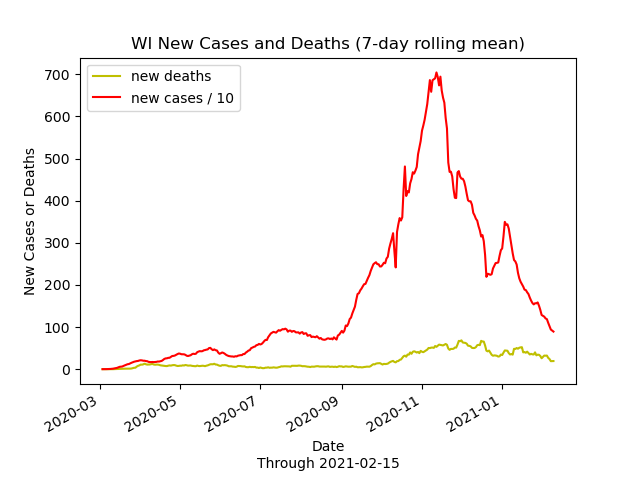 WI New Cases and Deaths (7-day rolling mean)
new deaths
new cases / 10
700
600
500
400
300
200
100
0
New Cases or Deaths
2020-03
2020-05
2020-07
2020-09
2020-11
2021-01
Date
Through 2021-02-15